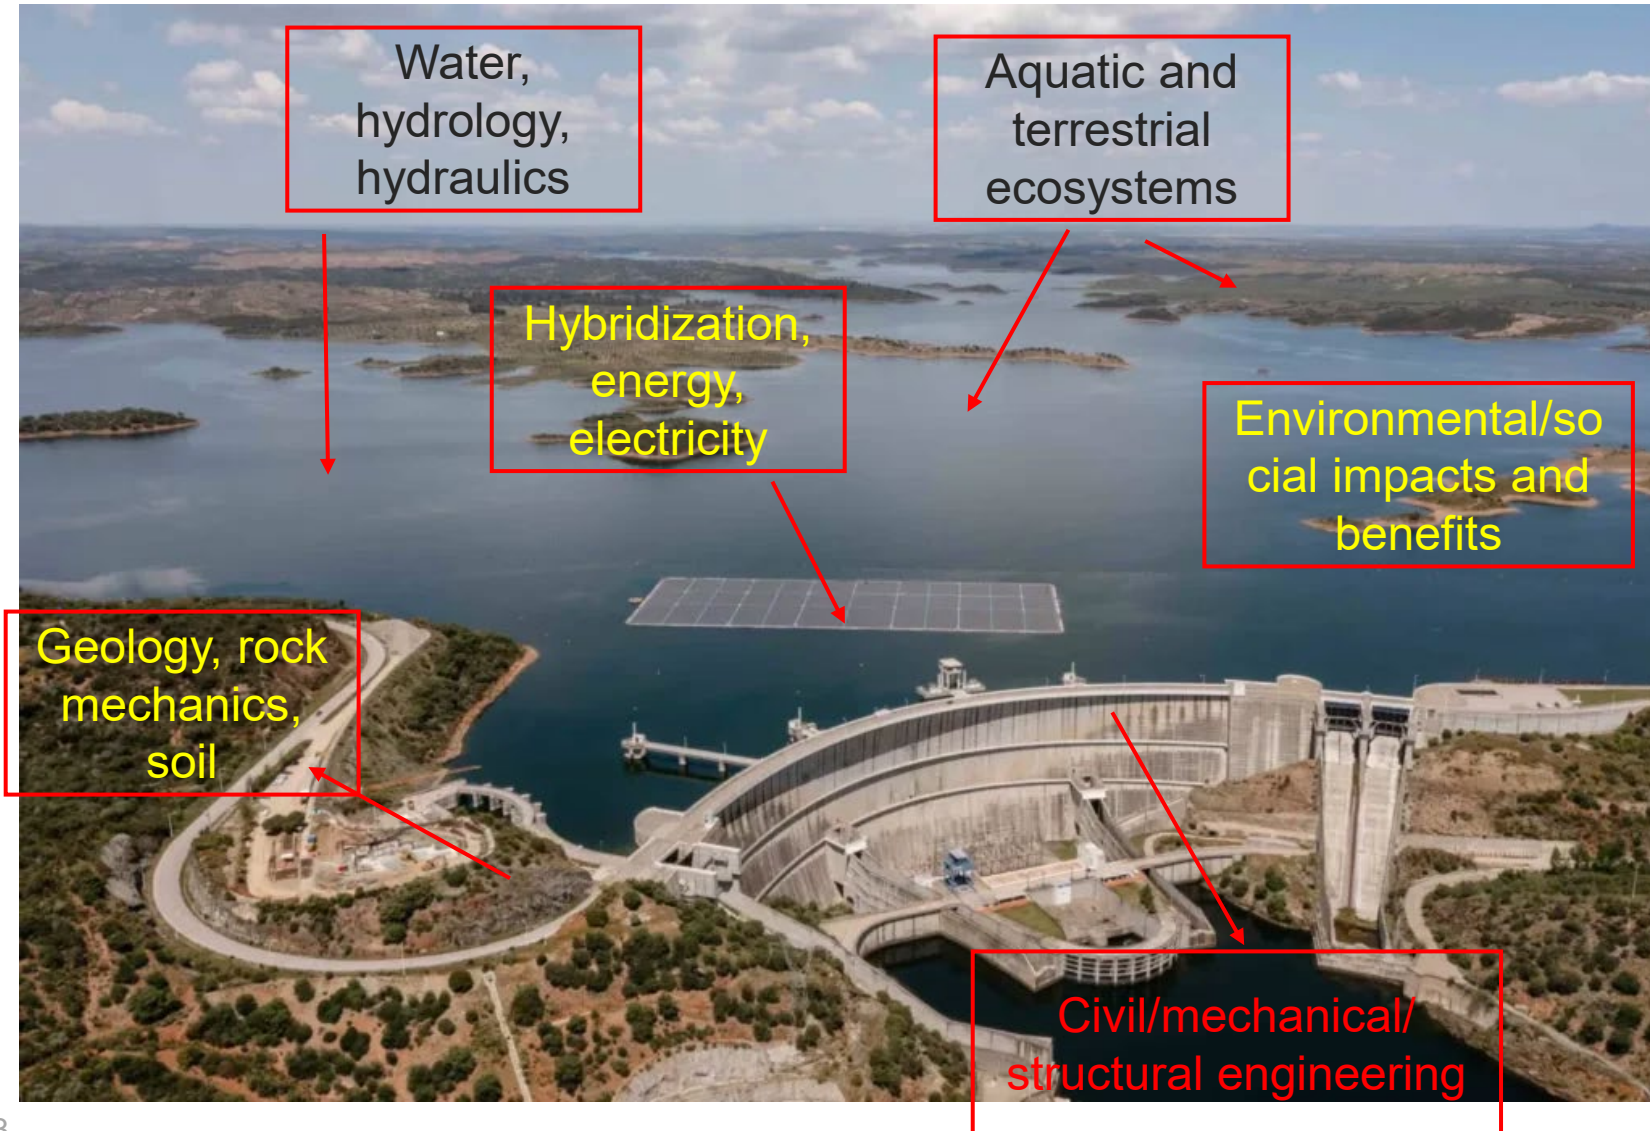 Water,
hydrology,
hydraulics
Aquatic and
terrestrial
ecosystems
Hybridization,
energy,
electricity
Environmental/so
cial impacts and
benefits
Geology, rock
mechanics,
soil
Civil/mechanical/
structural engineering